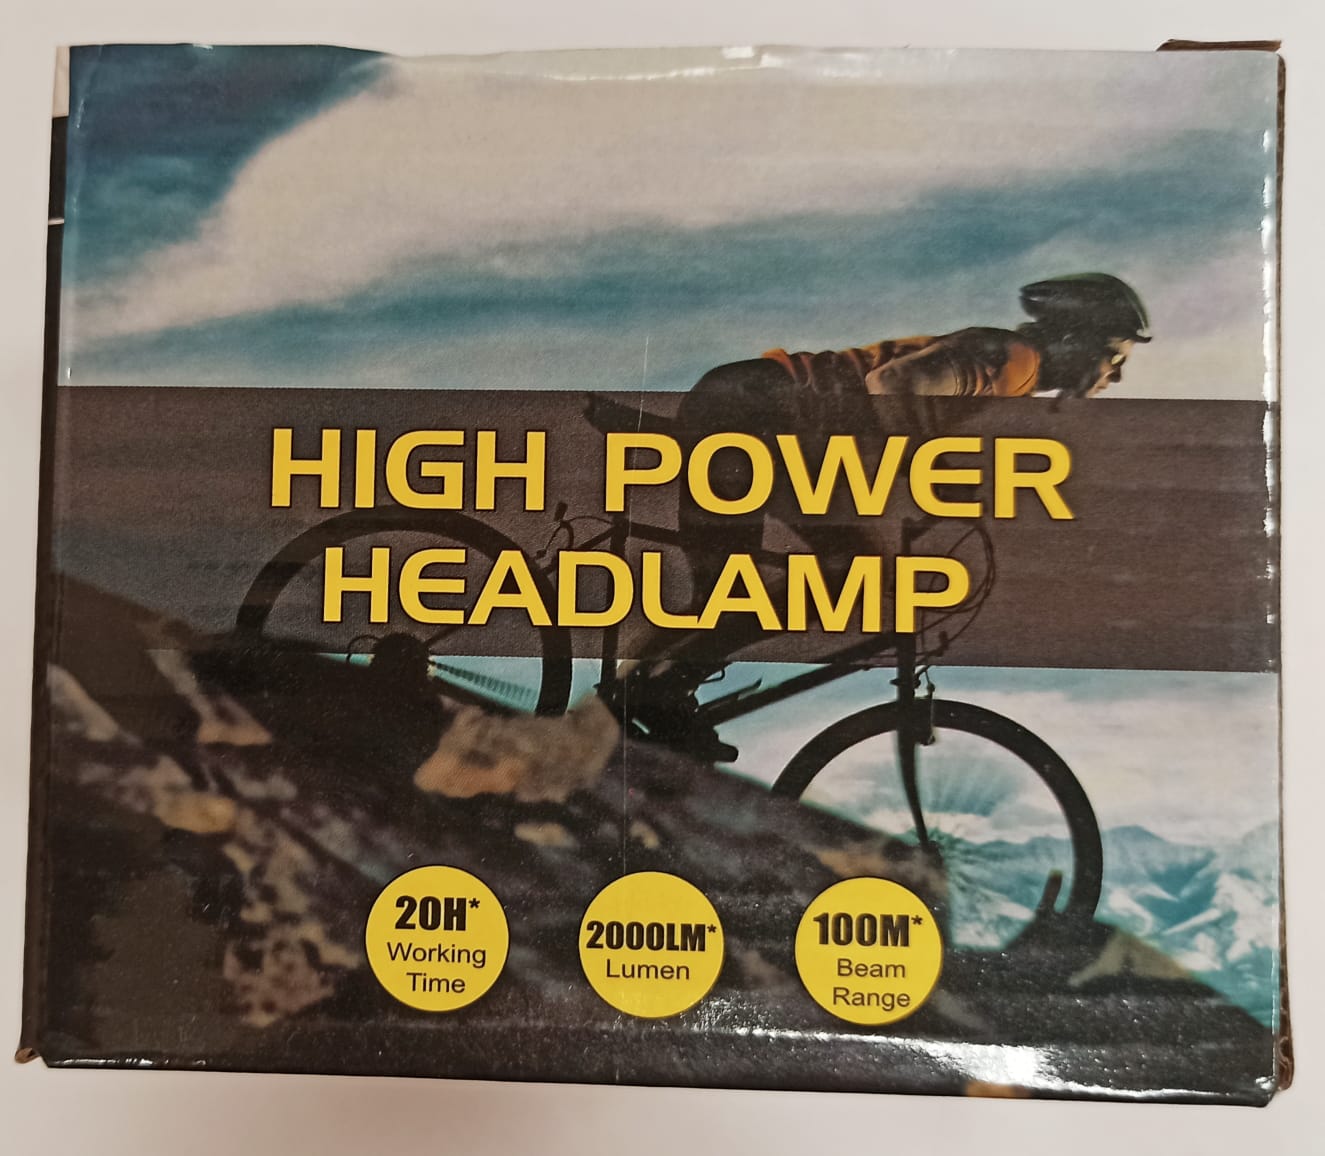 HIGH POWER
HEADLAMP
20H*
Working
Time
2000LM*
Lumen
100M*
Beam
Range